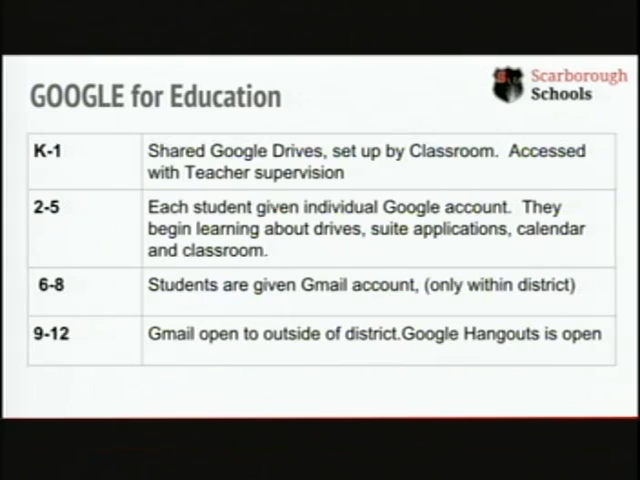 GOOGLE for Education
Scarborough
Schools
K-1
Shared Google Drives, set up by Classroom. Accessed
with Teacher supervision
2-5
Each student given individual Google account. They
begin learning about drives, suite applications, calendar
and classroom.
6-8
Students are given Gmail account, (only within district)
9-12
Gmail open to outside of district.Google Hangouts is open